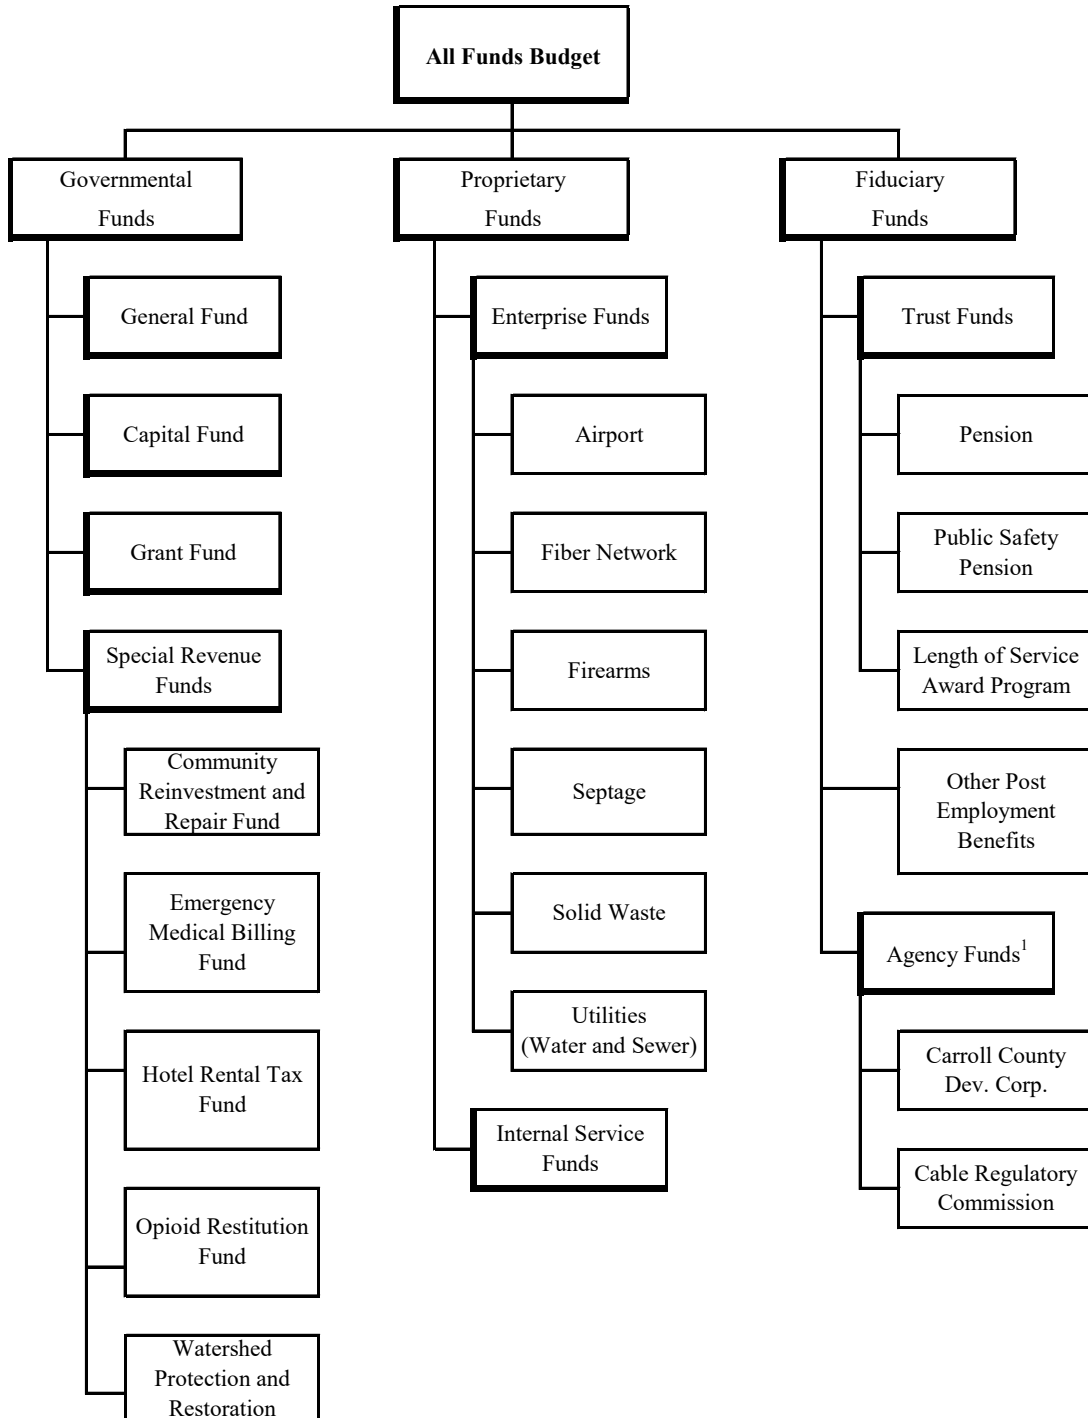 All Funds Budget
Governmental
Funds
Proprietary
Funds
Fiduciary
Funds
General Fund
Enterprise Funds
Trust Funds
Capital Fund
Airport
Pension
Grant Fund
Fiber Network
Public Safety
Pension
Special Revenue
Funds
Firearms
Length of Service
Award Program
Community
Reinvestment and
Repair Fund
Septage
Other Post
Employment
Benefits
Emergency
Medical Billing
Fund
Solid Waste
Agency Funds1
Hotel Rental Tax
Fund
Utilities
(Water and Sewer)
Carroll County
Dev. Corp.
Internal Service
Funds
Cable Regulatory
Commission
Opioid Restitution
Fund
Watershed
Protection and
Restoration